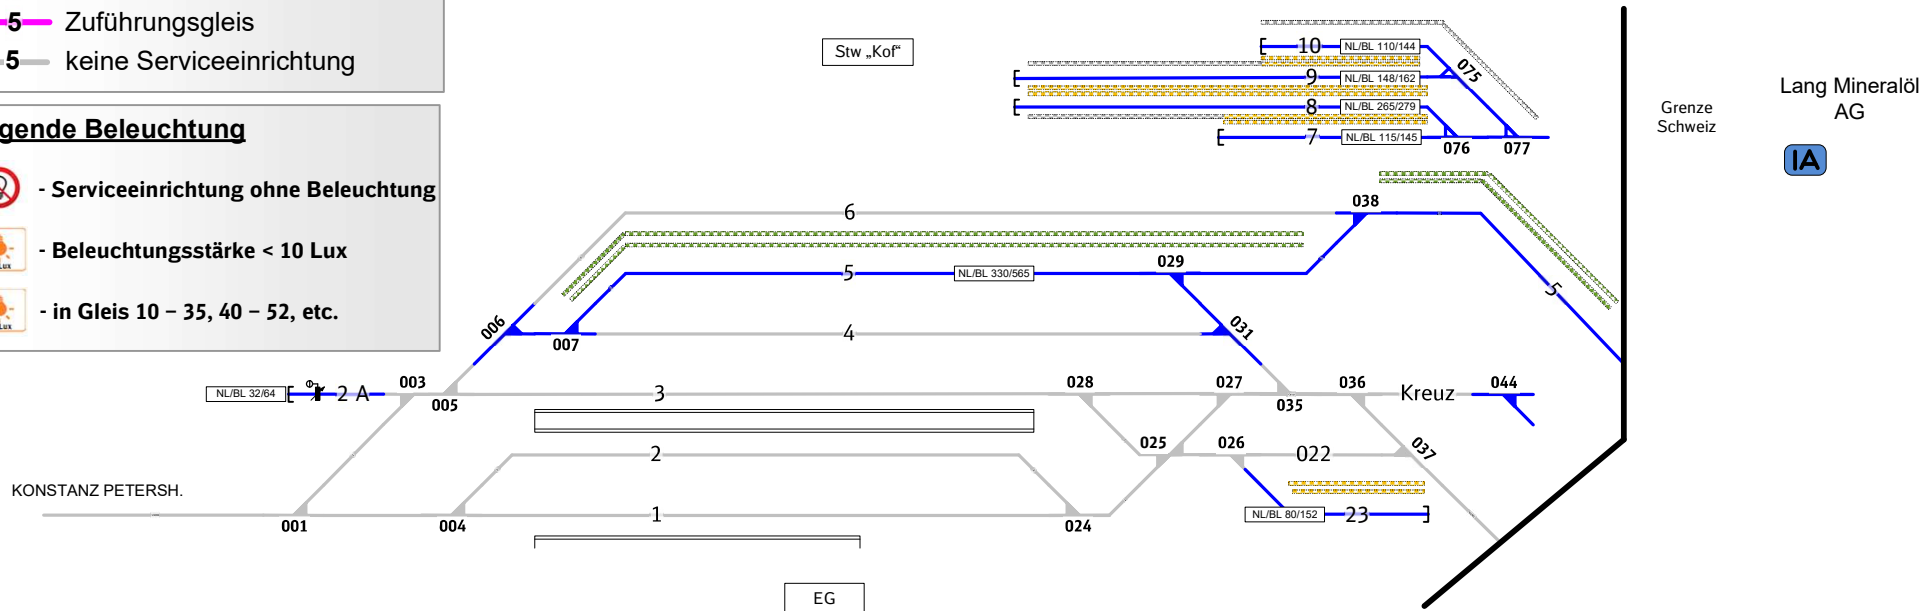 5 Zuführungsgleis
5 keine Serviceeinrichtung
gende Beleuchtung
- Serviceeinrichtung ohne Beleuchtung
Lux
- Beleuchtungsstärke < 10 Lux
Lux
- in Gleis 10 – 35, 40 – 52, etc.
Stw „Kof“
10 NL/BL 110/144
075
9 NL/BL 148/162
8 NL/BL 265/279
7 NL/BL 115/145
076 077
Grenze
Schweiz
Lang Mineralöl
AG
IA
6
038
5 NL/BL 330/565
029
5
006
007
4
031
NL/BL 32/64
2 A
003
005
3
028
027
035
036
Kreuz
044
2
025
026
022
037
KONSTANZ PETERSH.
001
004
1
024
NL/BL 80/152
23
EG